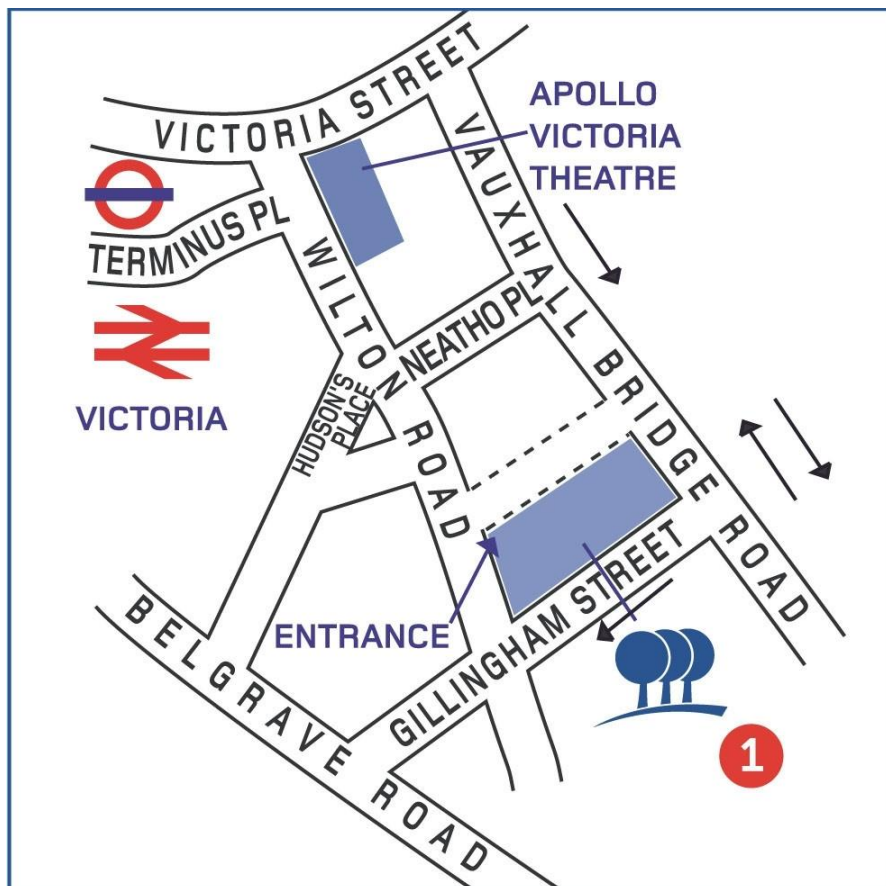 VICTORIA STREET
APOLLO
VICTORIA
THEATRE
VAUXHALL BRIDGE ROAD
TERMINUS PL
WILTON ROAD
NEATHO PL
VICTORIA
HUDSON'S
PLACE
ENTRANCE
GILLINGHAM STREET
BELGRAVE ROAD
1